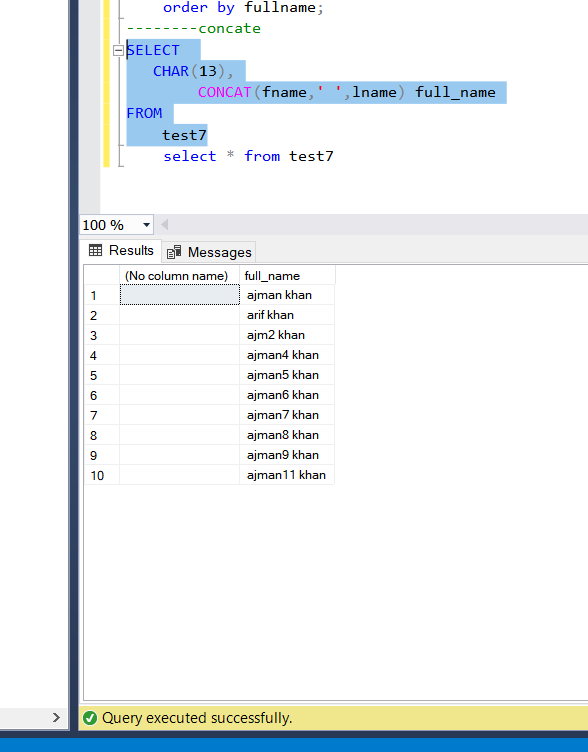 order by fullname;
--------concate
SELECT
CHAR(13),
CONCAT(fname,' ',lname) full_name
FROM
test7
select * from test7
100 %
Results Messages
(No column name) full_name
1 ajman khan
2 arif khan
3 ajm2 khan
4 ajman4 khan
5 ajman5 khan
6 ajman6 khan
7 ajman7 khan
8 ajman8 khan
9 ajman9 khan
10 ajman11 khan
Query executed successfully.